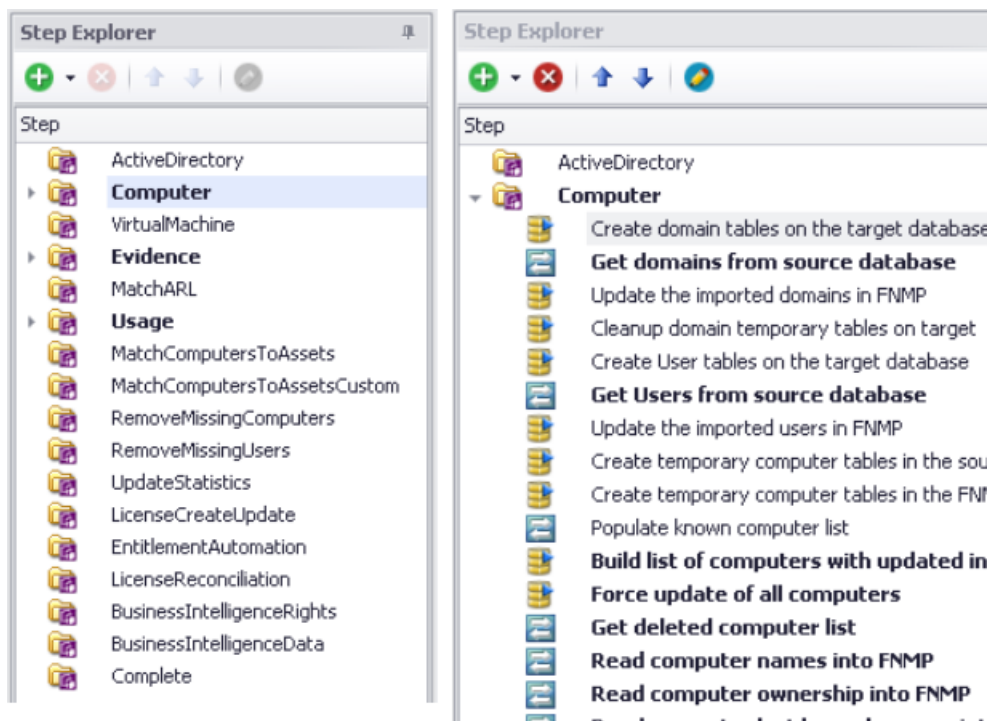 Step Explorer
Step
ActiveDirectory
Computer
VirtualMachine
Evidence
MatchARL
Usage
MatchComputersToAssets
MatchComputersToAssetsCustom
RemoveMissingComputers
RemoveMissingUsers
UpdateStatistics
LicenseCreateUpdate
EntitlementAutomation
LicenseReconciliation
BusinessIntelligenceRights
BusinessIntelligenceData
Complete
Step Explorer
Step
ActiveDirectory
Computer
Create domain tables on the target database
Get domains from source database
Update the imported domains in FNMP
Cleanup domain temporary tables on target
Create User tables on the target database
Get Users from source database
Update the imported users in FNMP
Create temporary computer tables in the sou
Create temporary computer tables in the FN
Populate known computer list
Build list of computers with updated in
Force update of all computers
Get deleted computer list
Read computer names into FNMP
Read computer ownership into FNMP